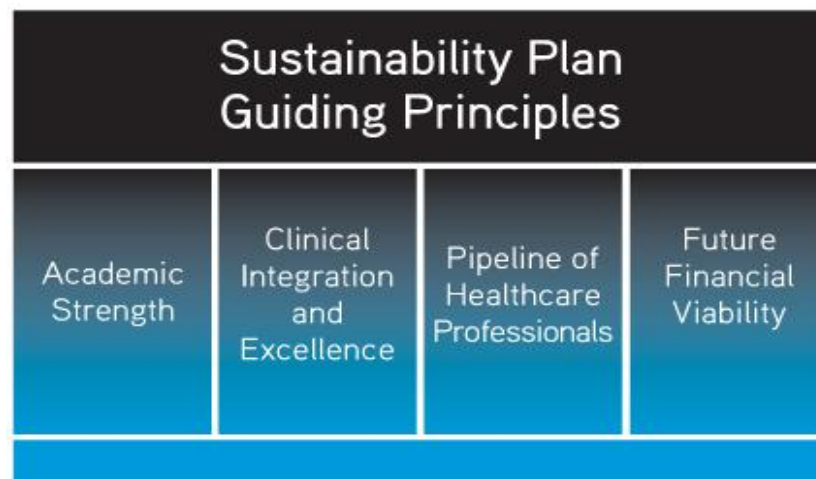 Sustainability Plan
Guiding Principles
Academic
Strength
Clinical
Integration
and
Excellence
Pipeline of
Healthcare
Professionals
Future
Financial
Viability